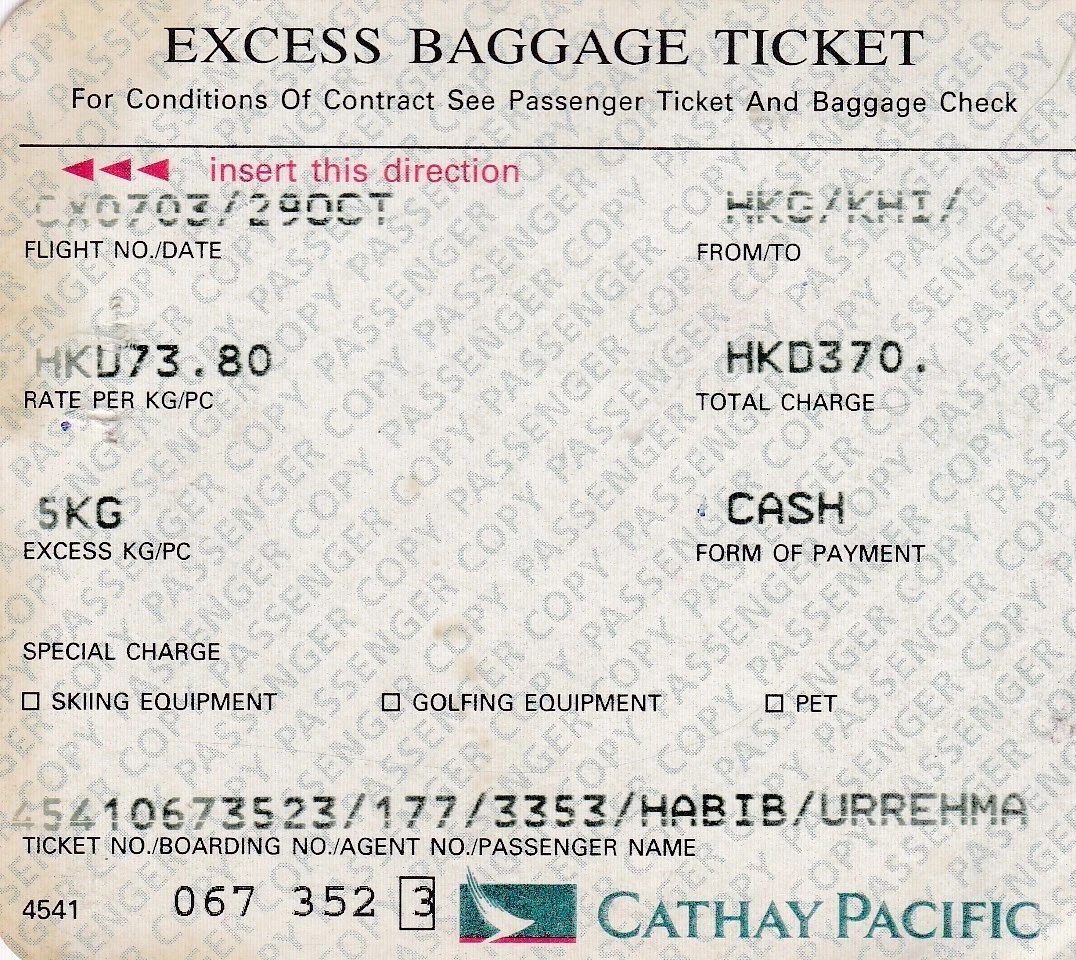 EXCESS BAGGAGE TICKET
For Conditions Of Contract See Passenger Ticket And Baggage Check
insert this direction
CX0703/29OCT HKG/KHI/
FLIGHT NO./DATE FROM/TO
HKD73.80 HKD370.
RATE PER KG/PC TOTAL CHARGE
5KG CASH
EXCESS KG/PC FORM OF PAYMENT
SPECIAL CHARGE
SKIING EQUIPMENT GOLFING EQUIPMENT PET
45410673523/177/3353/HABIB/URREHMA
TICKET NO./BOARDING NO./AGENT NO./PASSENGER NAME
4541 067 352 3 CATHAY PACIFIC